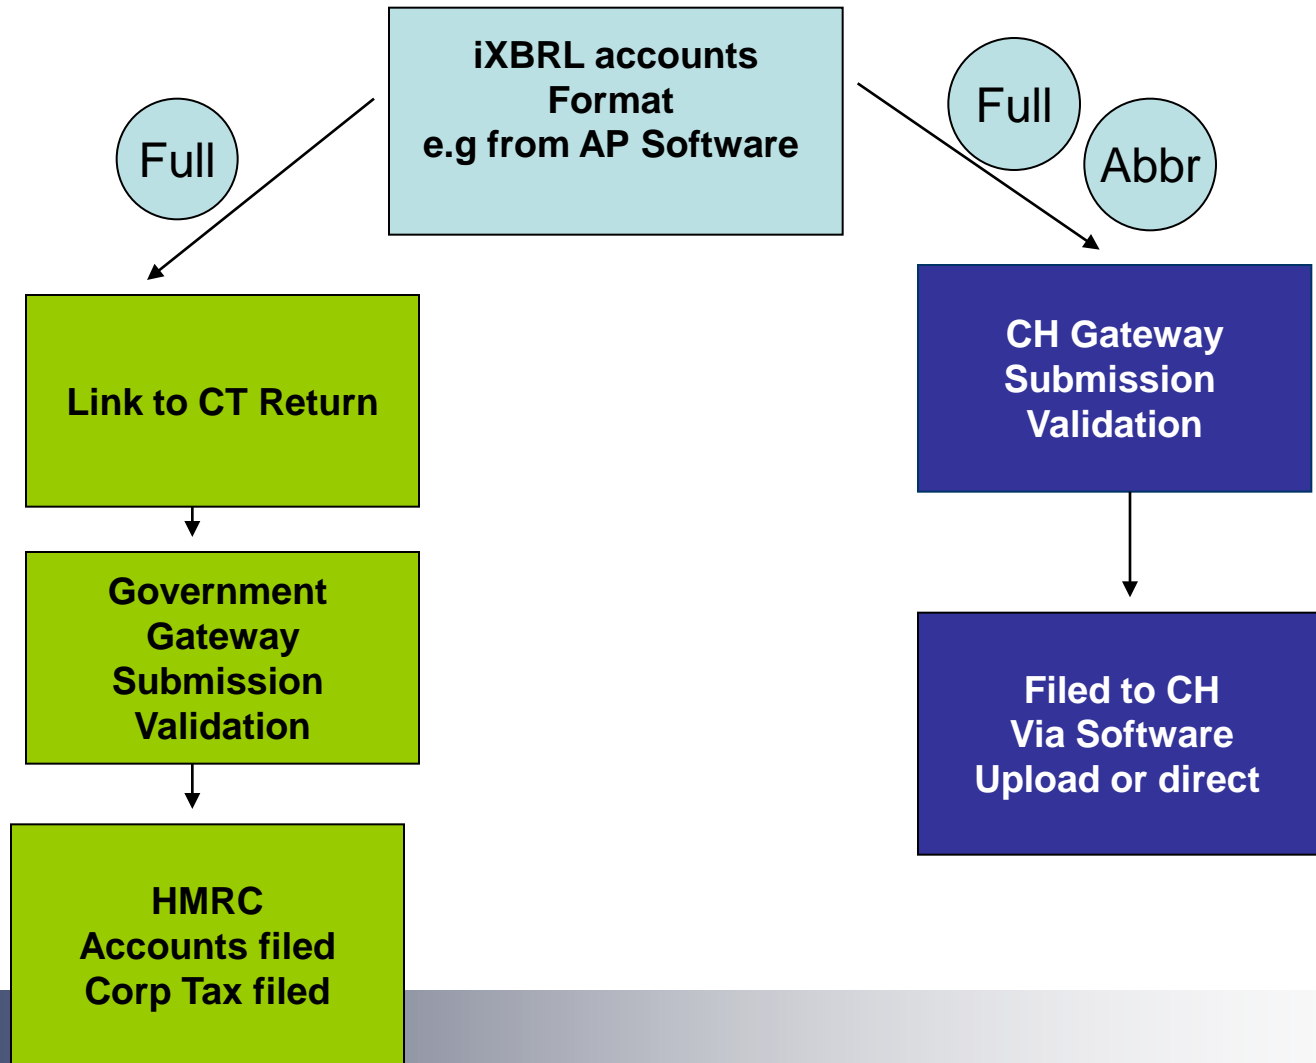 iXBRL accounts
Format
e.g from AP Software
Full
Full
Abbr
Link to CT Return
Government
Gateway
Submission
Validation
HMRC
Accounts filed
Corp Tax filed
CH Gateway
Submission
Validation
Filed to CH
Via Software
Upload or direct